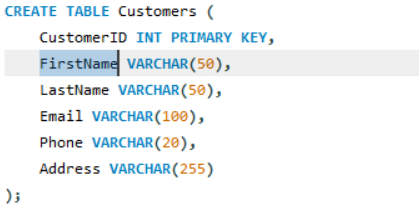 CREATE TABLE Customers (
    CustomerID INT PRIMARY KEY,
    FirstName VARCHAR(50),
    LastName VARCHAR(50),
    Email VARCHAR(100),
    Phone VARCHAR(20),
    Address VARCHAR(255)
);